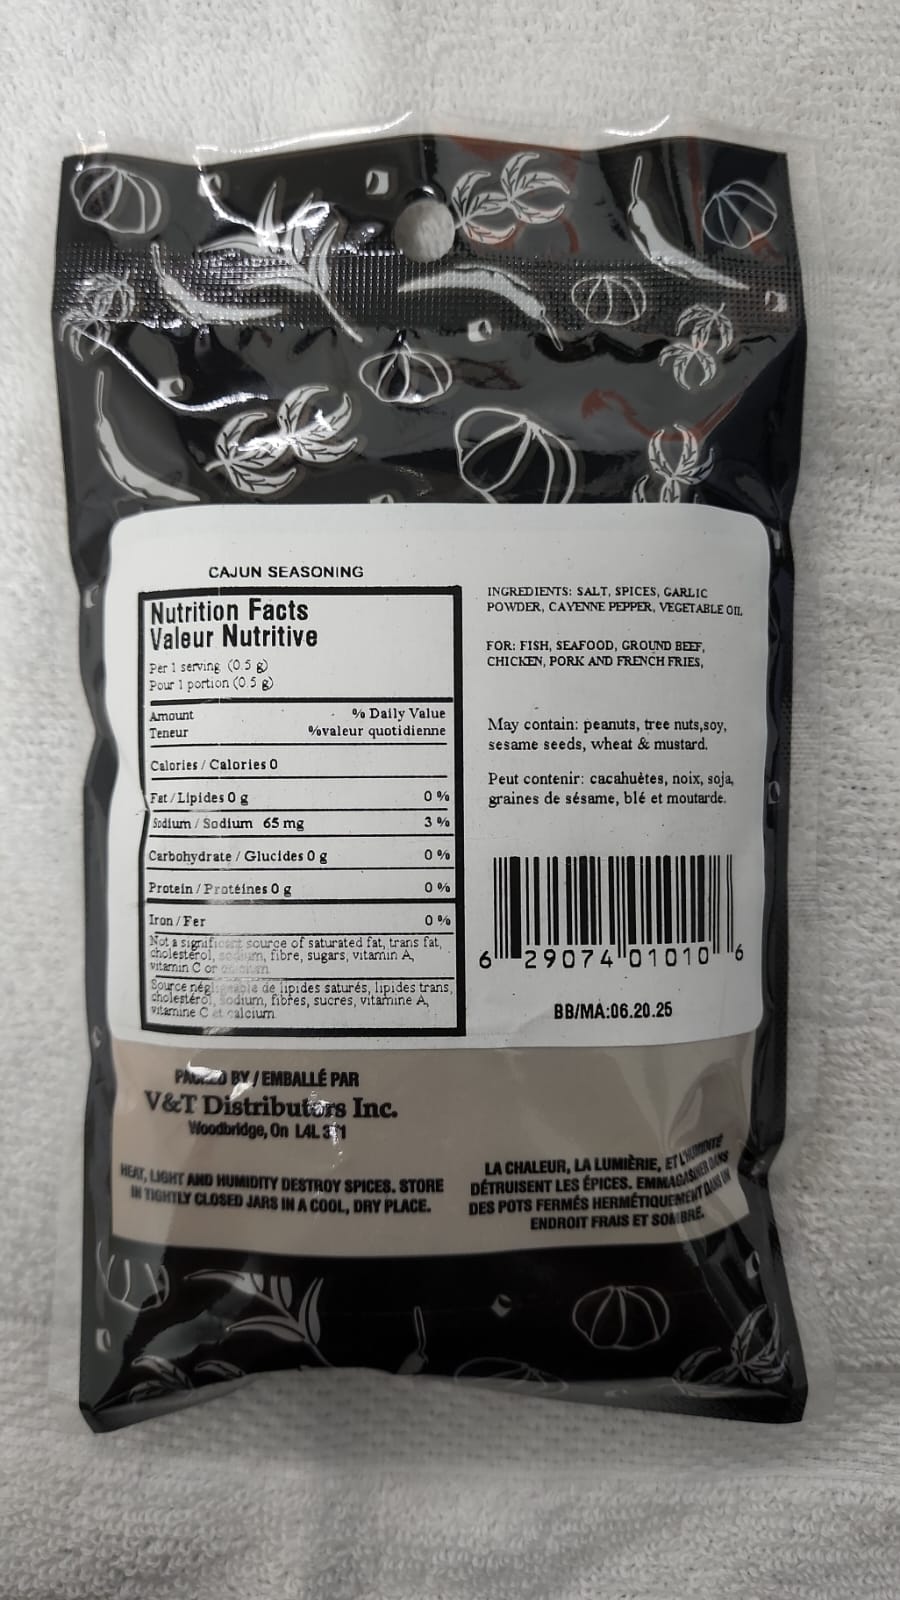 CAJUN SEASONING
Nutrition Facts
Valeur Nutritive
Per 1 serving (0.5 g)
Pour 1 portion (0.5 g)
Amount % Daily Value
Teneur %valeur quotidienne
Calories / Calories 0
Fat / Lipides 0 g 0 %
Sodium / Sodium 65 mg 3 %
Carbohydrate / Glucides 0 g 0 %
Protein / Protéines 0 g 0 %
Iron / Fer 0 %
Not a significant source of saturated fat, trans fat,
cholesterol, sodium, fibre, sugars, vitamin A,
vitamin C or
Source négligeable de lipides saturés, lipides trans,
cholestérol, sodium, fibres, sucres, vitamine A,
vitamine C et calcium
INGREDIENTS: SALT, SPICES, GARLIC
POWDER, CAYENNE PEPPER, VEGETABLE OIL.
FOR: FISH, SEAFOOD, GROUND BEEF,
CHICKEN, PORK AND FRENCH FRIES,
May contain: peanuts, tree nuts,soy,
sesame seeds, wheat & mustard.
Peut contenir: cacahuètes, noix, soja,
graines de sésame, blé et moutarde.
6 29074 01010 6
BB/MA:06.20.25
PACKED BY / EMBALLÉ PAR
V&T Distributors Inc.
Woodbridge, On L4L
HEAT, LIGHT AND HUMIDITY DESTROY SPICES. STORE
IN TIGHTLY CLOSED JARS IN A COOL, DRY PLACE.
LA CHALEUR, LA LUMIÈRIE, ET L'HUMIDITÉ
DÉTRUISENT LES ÉPICES. EMMAGASINER DANS
DES POTS FERMÉS HERMÉTIQUEMENT DANS UN
ENDROIT FRAIS ET SOMBRE.